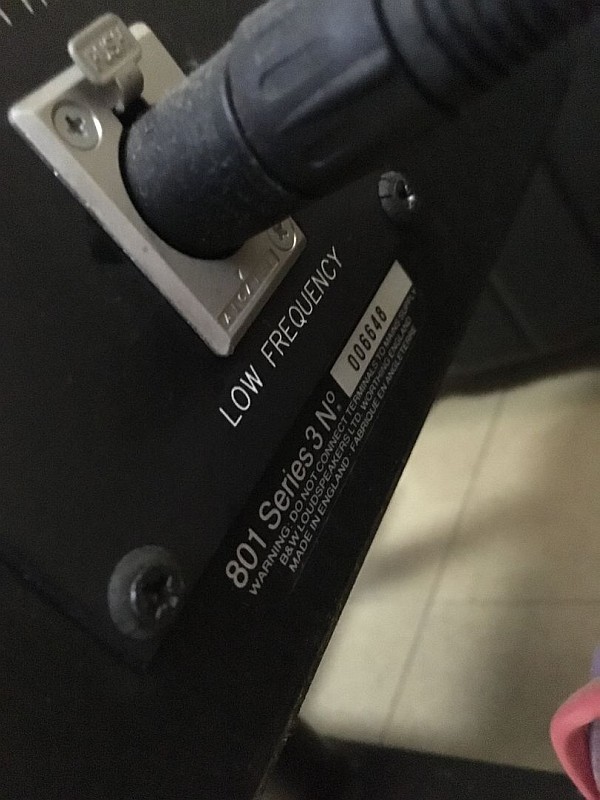 PUSH
LOW FREQUENCY
801 Series 3 Nº 006648
WARNING: DO NOT CONNECT TERMINALS TO MAINS SUPPLY
B&W LOUDSPEAKERS LTD. WORTHING ENGLAND
MADE IN ENGLAND FABRIQUE EN ANGLETERRE